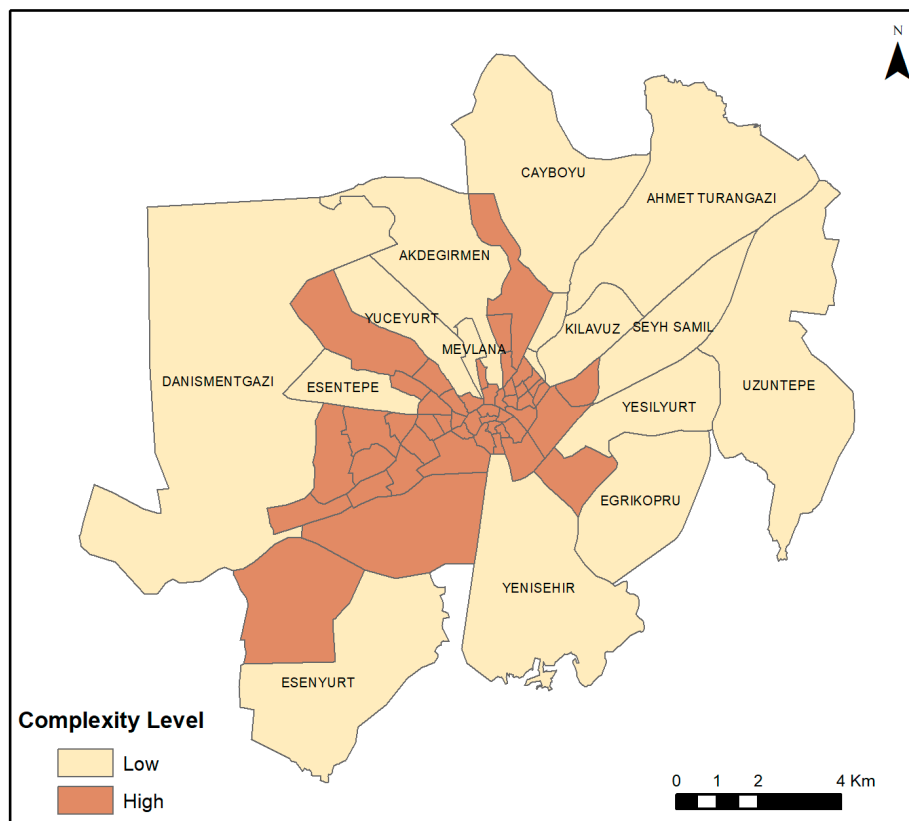 N
CAYBOYU
AHMET TURANGAZI
AKDEGIRMEN
YUCEYURT
KILAVUZ
SEYH SAMIL
MEVLANA
DANISMENTGAZI
ESENTEPE
UZUNTEPE
YESILYURT
EGRIKOPRU
YENISEHIR
ESENYURT
Complexity Level
Low
High
0 1 2 4 Km